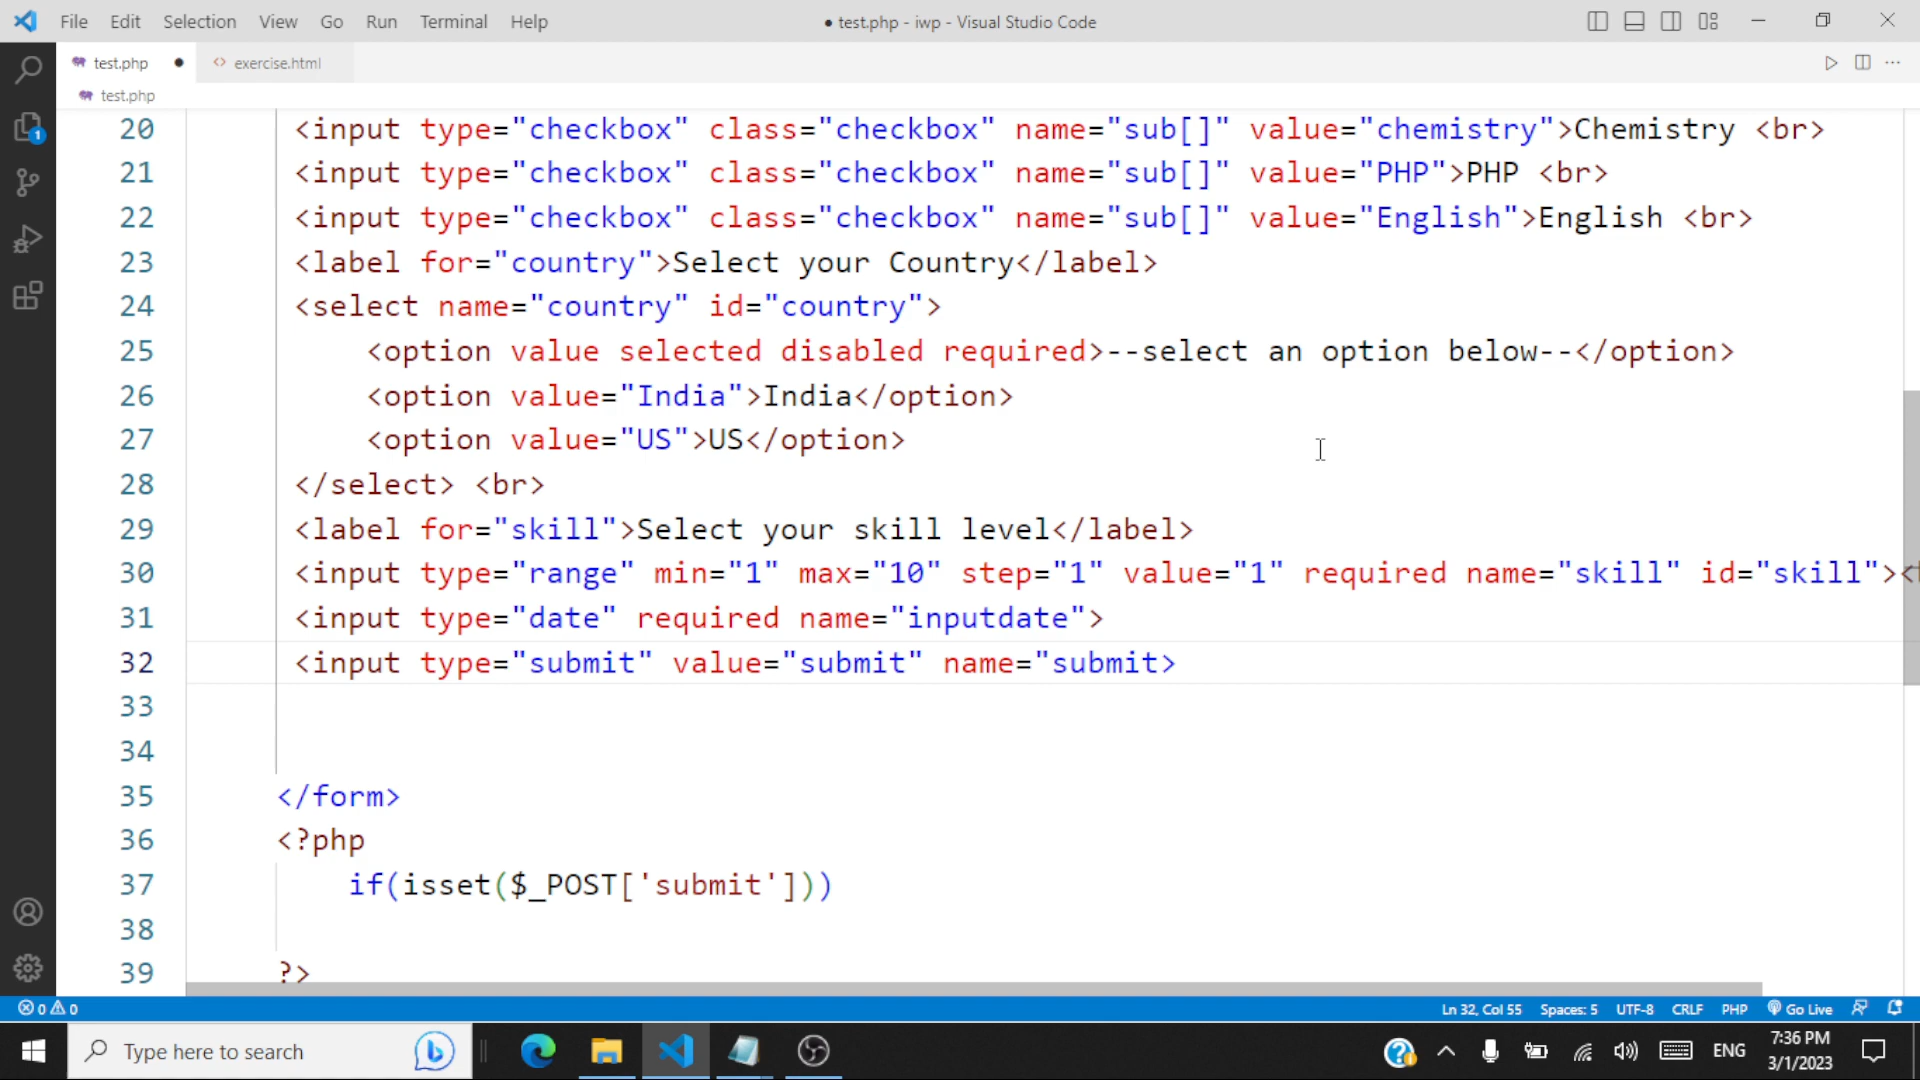 File Edit Selection View Go Run Terminal Help
● test.php - iwp - Visual Studio Code
test.php ● <> exercise.html
test.php
20 <input type="checkbox" class="checkbox" name="sub[]" value="chemistry">Chemistry <br>
21 <input type="checkbox" class="checkbox" name="sub[]" value="PHP">PHP <br>
22 <input type="checkbox" class="checkbox" name="sub[]" value="English">English <br>
23 <label for="country">Select your Country</label>
24 <select name="country" id="country">
25 <option value selected disabled required>--select an option below--</option>
26 <option value="India">India</option>
27 <option value="US">US</option>
28 </select> <br>
29 <label for="skill">Select your skill level</label>
30 <input type="range" min="1" max="10" step="1" value="1" required name="skill" id="skill"><
31 <input type="date" required name="inputdate">
32 <input type="submit" value="submit" name="submit>
33
34
35 </form>
36 <?php
37 if(isset($_POST['submit']))
38
39 ?>
1
0 0 Ln 32, Col 55 Spaces: 5 UTF-8 CRLF PHP Go Live
Type here to search
ENG
7:36 PM
3/1/2023